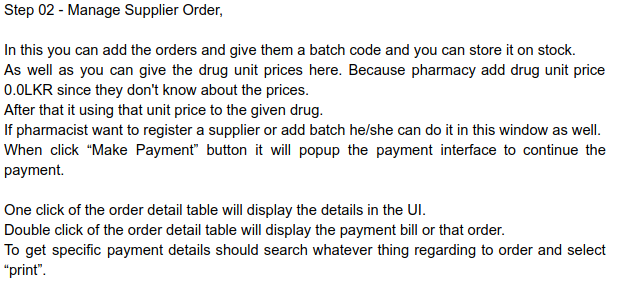 Step 02 - Manage Supplier Order,
In this you can add the orders and give them a batch code and you can store it on stock.
As well as you can give the drug unit prices here. Because pharmacy add drug unit price
0.0LKR since they don't know about the prices.
After that it using that unit price to the given drug.
If pharmacist want to register a supplier or add batch he/she can do it in this window as well.
When click “Make Payment” button it will popup the payment interface to continue the
payment.
One click of the order detail table will display the details in the UI.
Double click of the order detail table will display the payment bill or that order.
To get specific payment details should search whatever thing regarding to order and select
“print”.